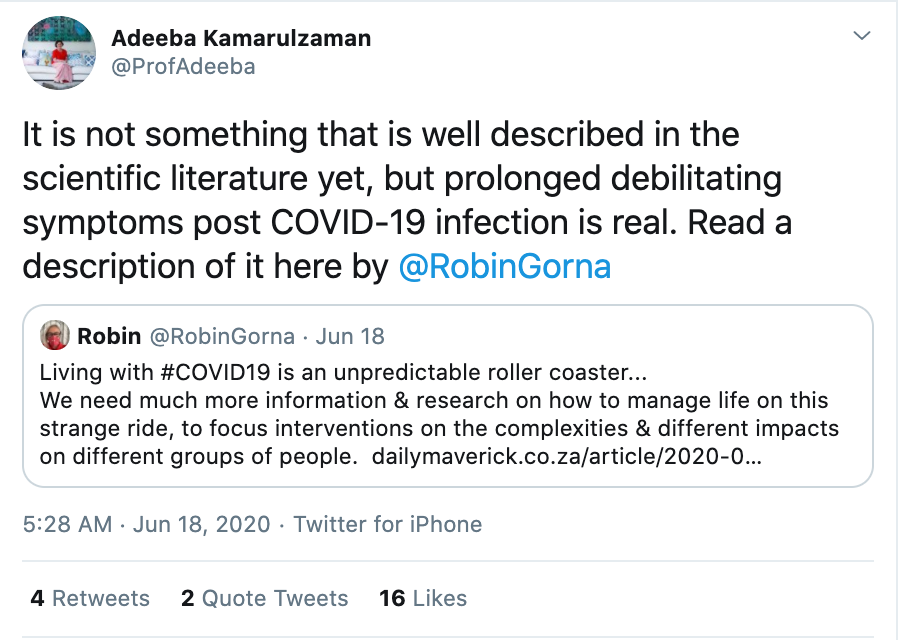 Adeeba Kamarulzaman
@ProfAdeeba
It is not something that is well described in the
scientific literature yet, but prolonged debilitating
symptoms post COVID-19 infection is real. Read a
description of it here by @RobinGorna
Robin @RobinGorna · Jun 18
Living with #COVID19 is an unpredictable roller coaster...
We need much more information & research on how to manage life on this
strange ride, to focus interventions on the complexities & different impacts
on different groups of people.  dailymaverick.co.za/article/2020-0...
5:28 AM · Jun 18, 2020 · Twitter for iPhone
4 Retweets 2 Quote Tweets 16 Likes